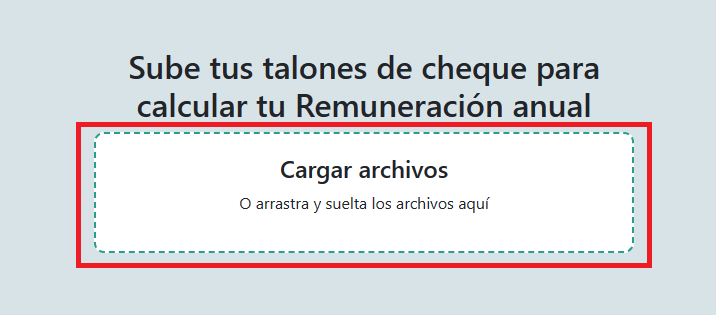 Sube tus talones de cheque para
calcular tu Remuneración anual
Cargar archivos
O arrastra y suelta los archivos aquí